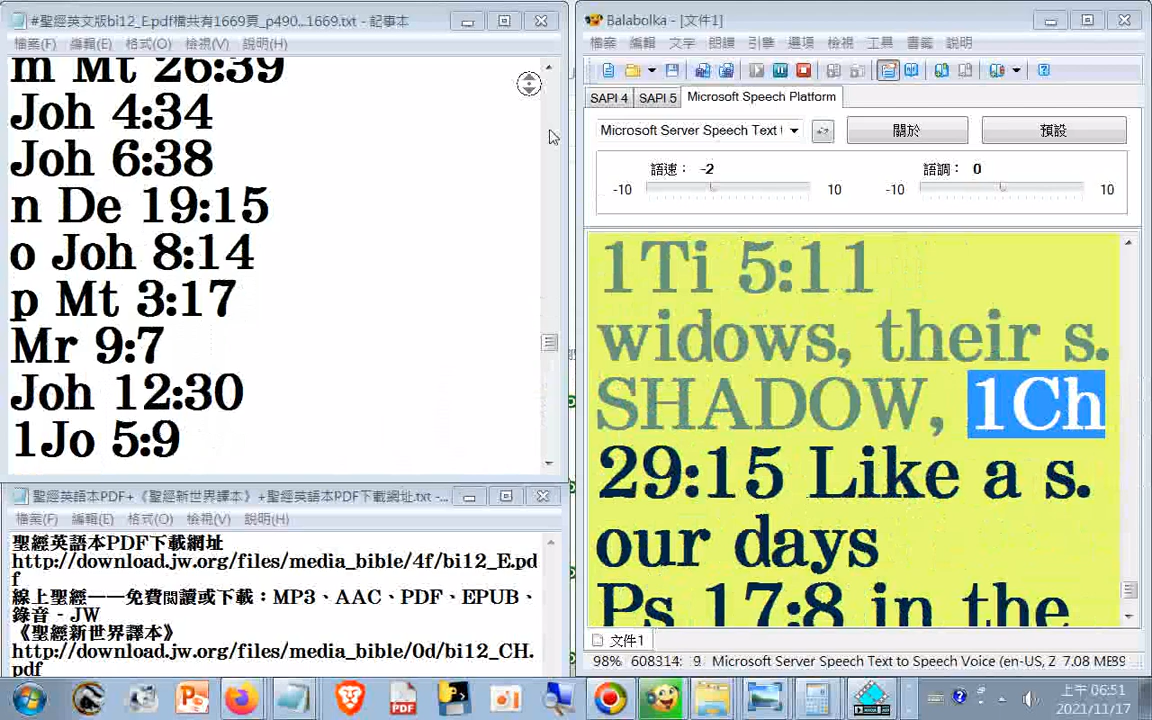 #聖經英文版bi12_E.pdf檔共有1669頁_p490...1669.txt - 記事本
檔案(F) 編輯(E) 格式(O) 檢視(V) 說明(H)
m Mt 26:39
Joh 4:34
Joh 6:38
n De 19:15
o Joh 8:14
p Mt 3:17
Mr 9:7
Joh 12:30
1Jo 5:9
聖經英語本PDF+《聖經新世界譯本》+聖經英語本PDF下載網址.txt - ...
檔案(F) 編輯(E) 格式(O) 檢視(V) 說明(H)
聖經英語本PDF下載網址
http://download.jw.org/files/media_bible/4f/bi12_E.pd
f
線上聖經——免費閱讀或下載：MP3、AAC、PDF、EPUB、
錄音 - JW
《聖經新世界譯本》
http://download.jw.org/files/media_bible/0d/bi12_CH.
pdf
Balabolka - [文件1]
檔案 編輯 文字 朗讀 引擎 選項 檢視 工具 書籤 說明
SAPI 4 SAPI 5 Microsoft Speech Platform
Microsoft Server Speech Text 關於 預設
語速： -2 語調： 0
-10 10 -10 10
1Ti 5:11
widows, their s.
SHADOW, 1Ch
29:15 Like a s.
our days
Ps 17:8 in the
文件1
98% 608314: 9 Microsoft Server Speech Text to Speech Voice (en-US, Z 7.08 MB
上午 06:51
2021/11/17